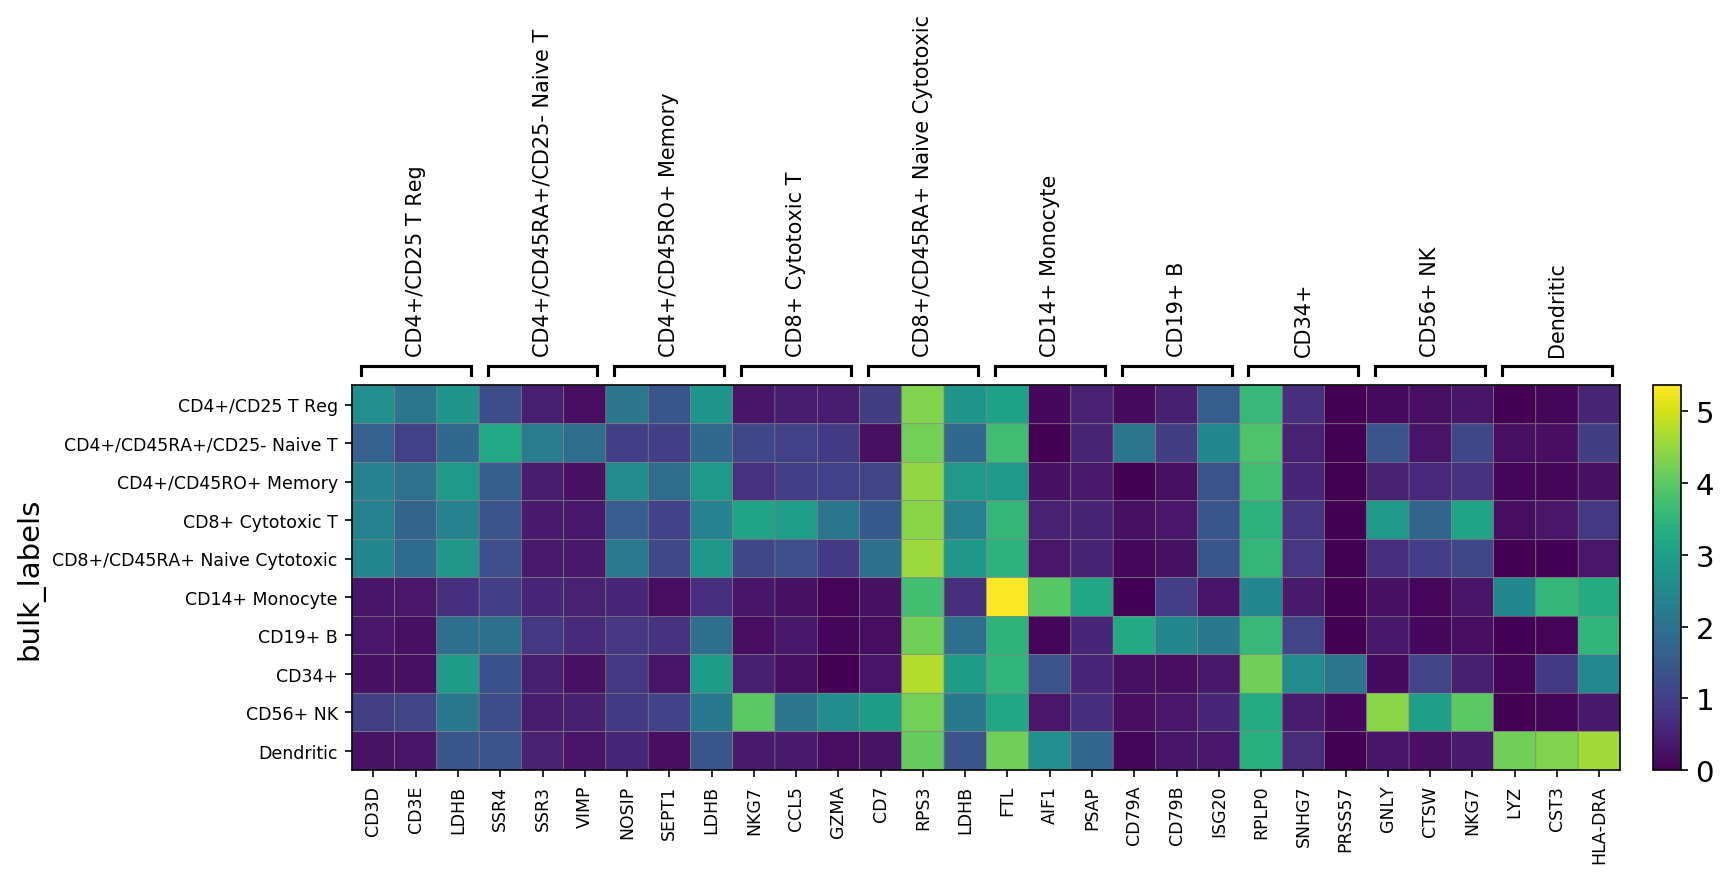 CD4+/CD25 T Reg
CD4+/CD45RA+/CD25- Naive T
CD4+/CD45RO+ Memory
CD8+ Cytotoxic T
CD8+/CD45RA+ Naive Cytotoxic
CD14+ Monocyte
CD19+ B
CD34+
CD56+ NK
Dendritic
bulk_labels
CD4+/CD25 T Reg
CD4+/CD45RA+/CD25- Naive T
CD4+/CD45RO+ Memory
CD8+ Cytotoxic T
CD8+/CD45RA+ Naive Cytotoxic
CD14+ Monocyte
CD19+ B
CD34+
CD56+ NK
Dendritic
CD3D
CD3E
LDHB
SSR4
SSR3
VIMP
NOSIP
SEPT1
LDHB
NKG7
CCL5
GZMA
CD7
RPS3
LDHB
FTL
AIF1
PSAP
CD79A
CD79B
ISG20
RPLP0
SNHG7
PRSS57
GNLY
CTSW
NKG7
LYZ
CST3
HLA-DRA
5
4
3
2
1
0